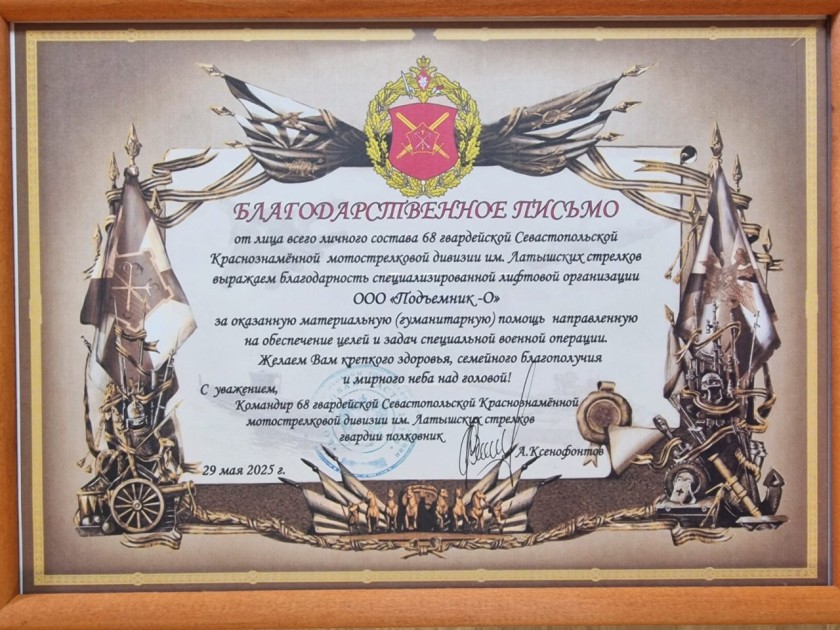 БЛАГОДАРСТВЕННОЕ ПИСЬМО
от лица всего личного состава 68 гвардейской Севастопольской
Краснознамённой мотострелковой дивизии им. Латышских стрелков
выражаем благодарность специализированной лифтовой организации
ООО «Подъемник -О»
за оказанную материальную (гуманитарную) помощь направленную
на обеспечение целей и задач специальной военной операции.
Желаем Вам крепкого здоровья, семейного благополучия
и мирного неба над головой!
С уважением,
Командир 68 гвардейской Севастопольской Краснознамённой
мотострелковой дивизии им. Латышских стрелков
гвардии полковник
А.Ксенофонтов
29 мая 2025 г.